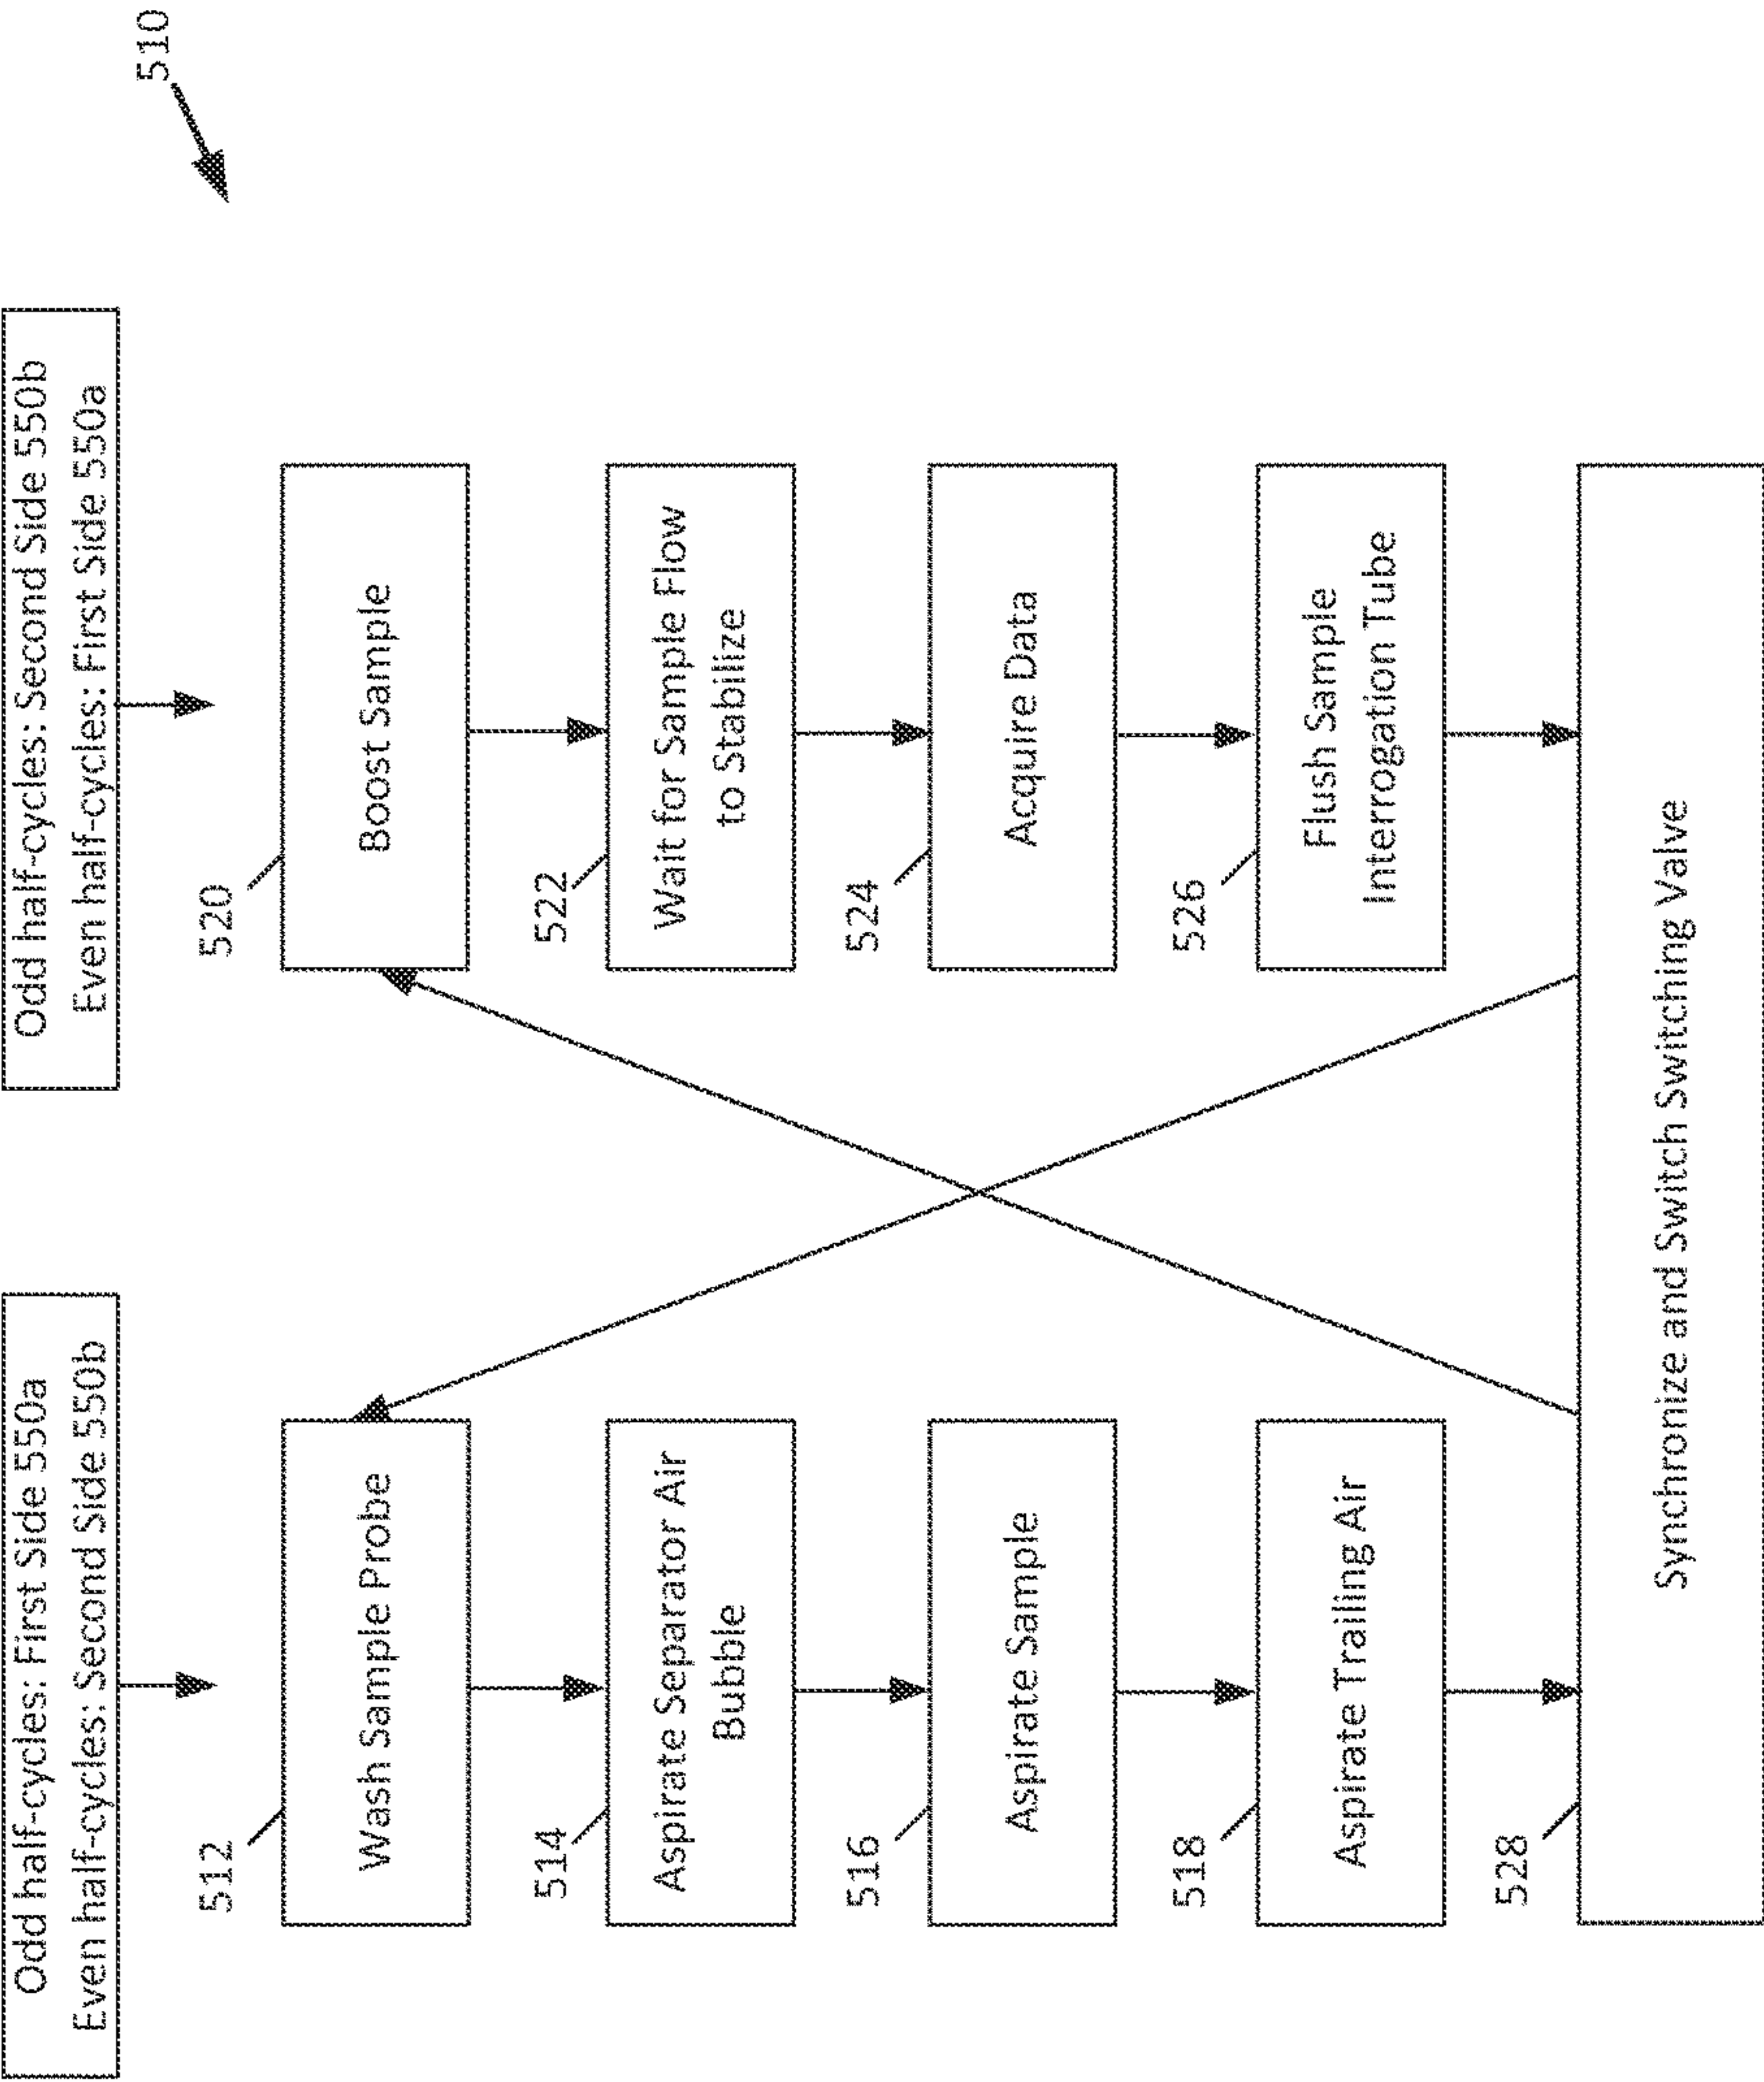 510
Odd half-cycles: First Side 550a
Even half-cycles: Second Side 550b
512
Wash Sample Probe
514
Aspirate Separator Air
Bubble
516
Aspirate Sample
518
Aspirate Trailing Air
Odd half-cycles: Second Side 550b
Even half-cycles: First Side 550a
520
Boost Sample
522
Wait for Sample Flow
to Stabilize
524
Acquire Data
526
Flush Sample
Interrogation Tube
528
Synchronize and Switch Switching Valve